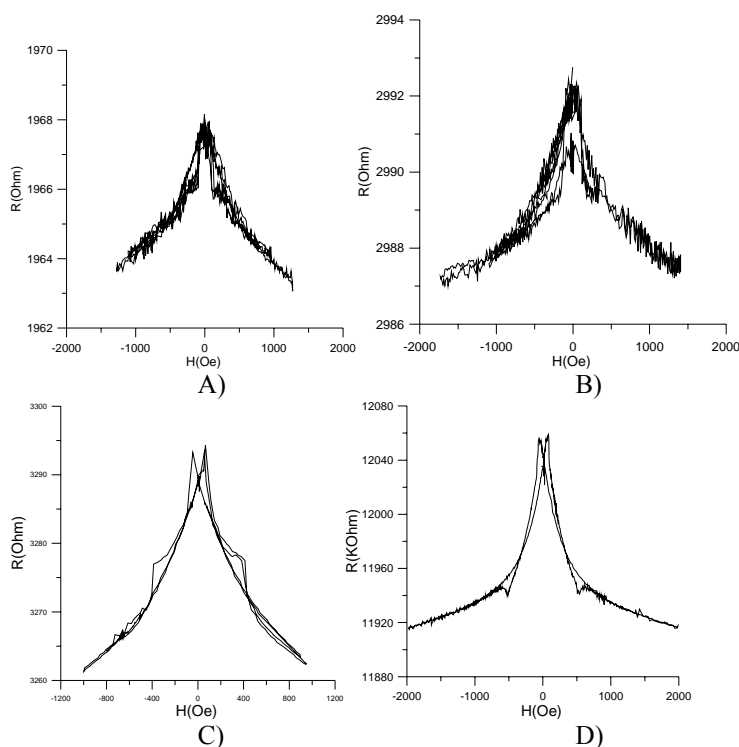 1970
1968
1966
1964
1962
R(Ohm)
-2000 -1000 0 1000 2000
H(Oe)
A)
2994
2992
2990
2988
2986
R(Ohm)
-2000 -1000 0 1000 2000
H(Oe)
B)
3300
3290
3280
3270
3260
R(Ohm)
-1200 -800 -400 0 400 800 1200
H(Oe)
C)
12080
12040
12000
11960
11920
11880
R(KOhm)
-2000 -1000 0 1000 2000
H(Oe)
D)